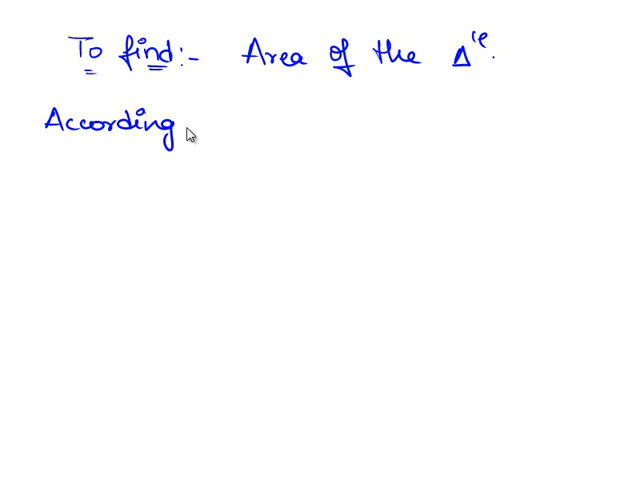 To find:- Area of the Δ'le.
According